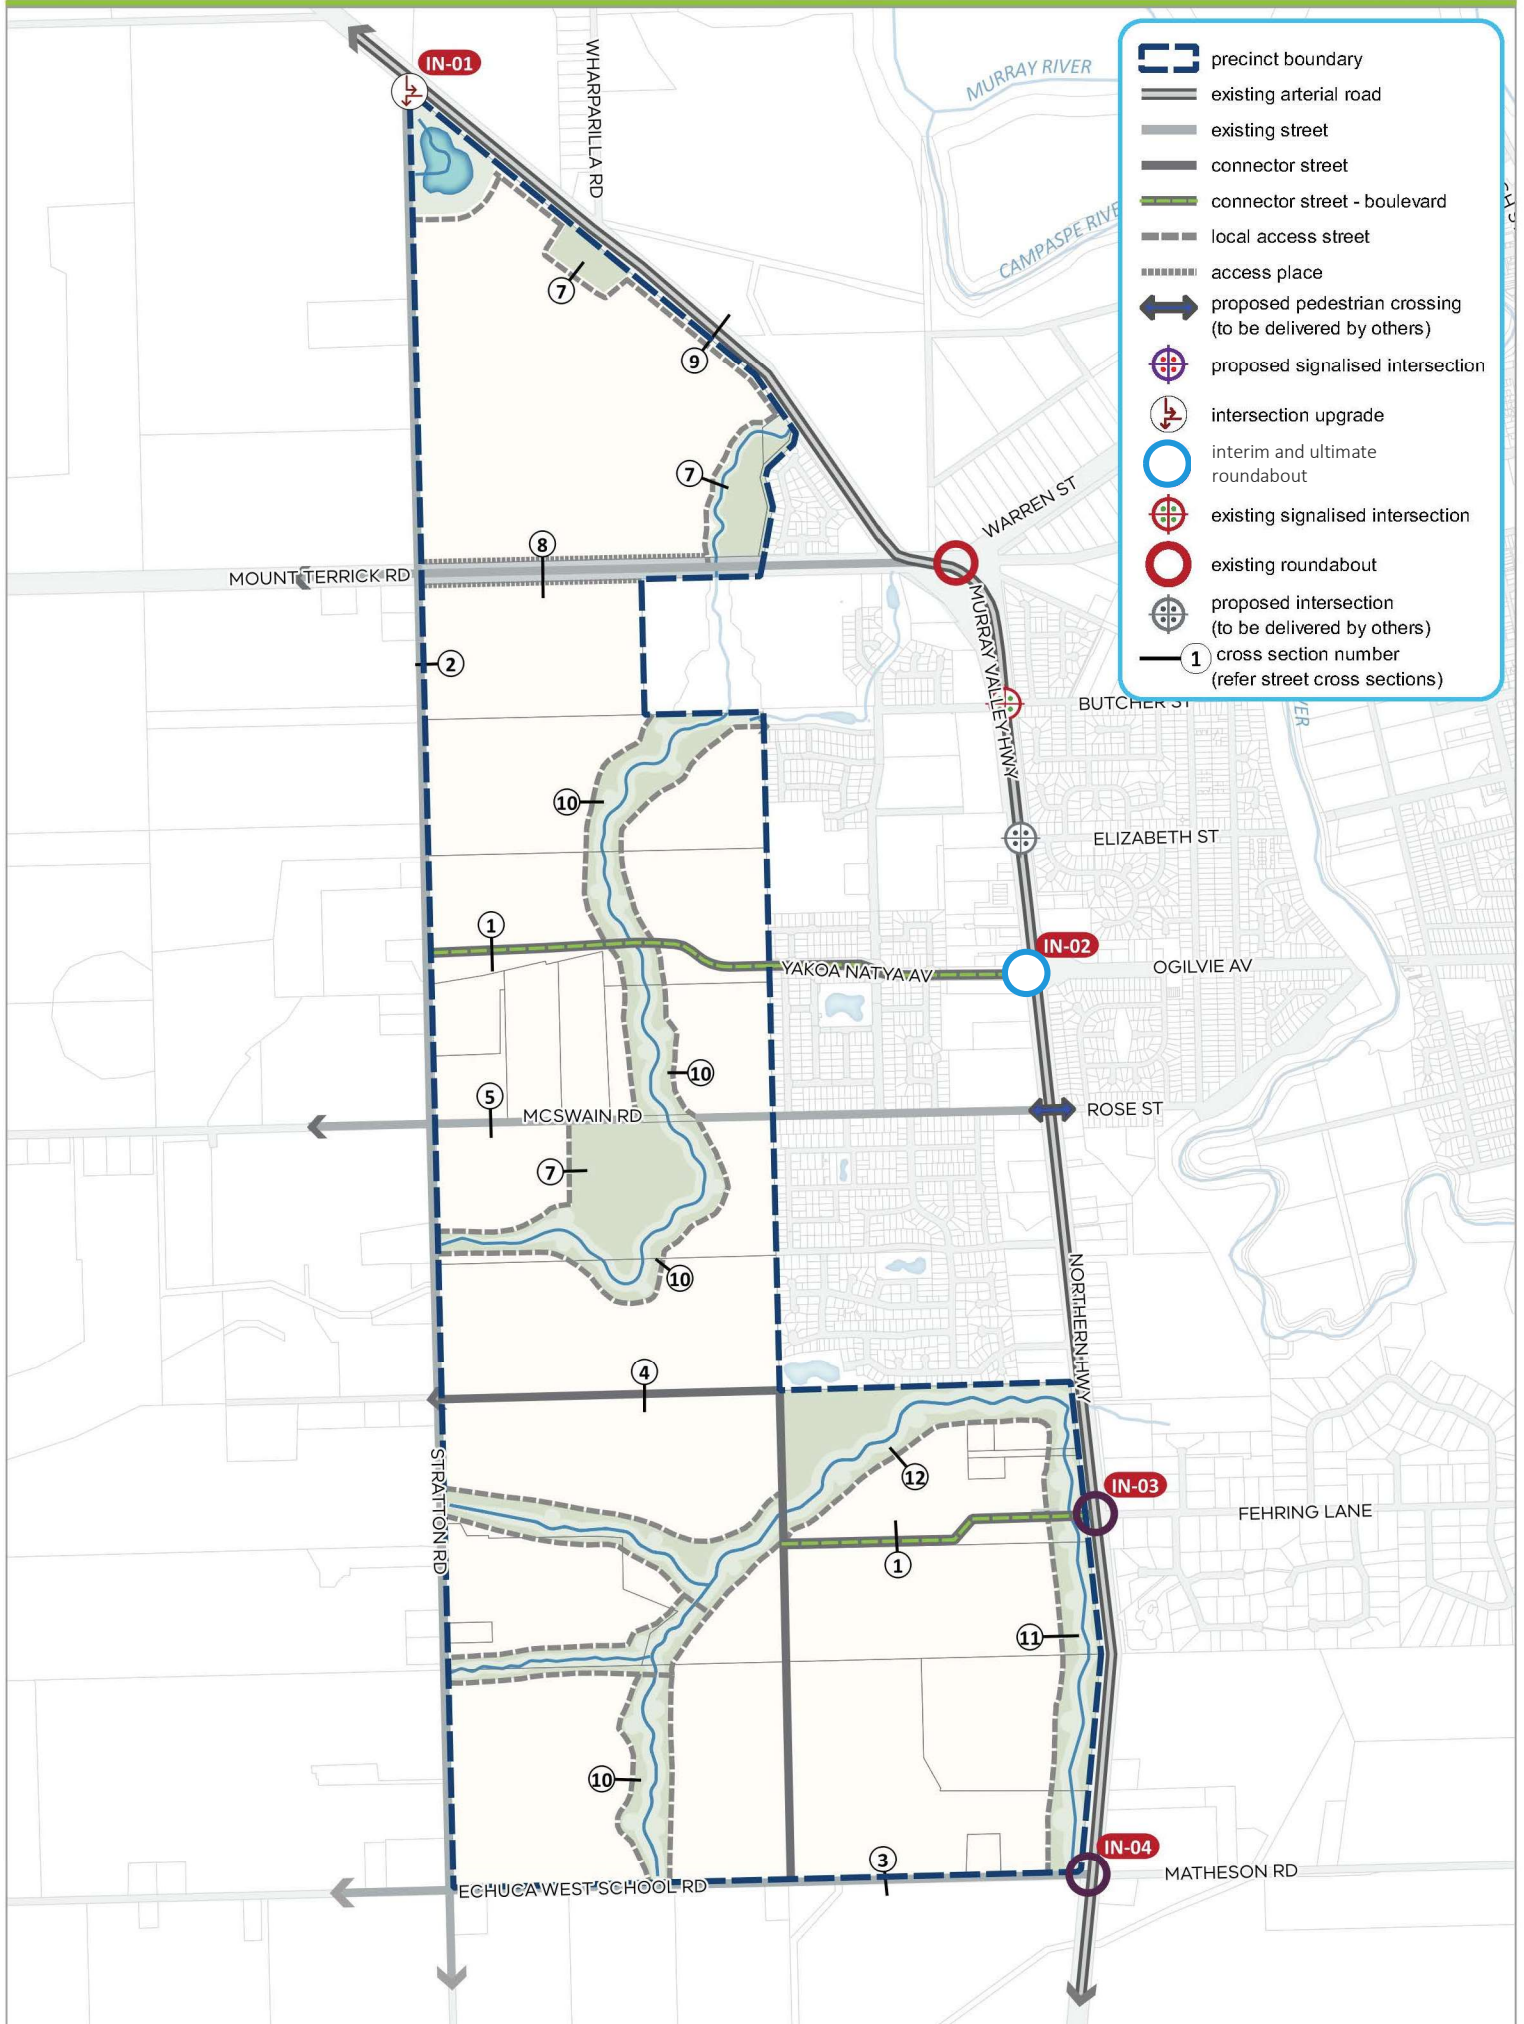 IN-01
WHARPARILLA RD
MURRAY RIVER
CAMPASPE RIVE
precinct boundary
existing arterial road
existing street
connector street
connector street - boulevard
local access street
access place
proposed pedestrian crossing
(to be delivered by others)
proposed signalised intersection
intersection upgrade
interim and ultimate
roundabout
existing signalised intersection
existing roundabout
proposed intersection
(to be delivered by others)
1 cross section number
(refer street cross sections)
7
9
7
WARREN ST
8
MOUNT TERRICK RD
MURRAY VALLEY HWY
2
BUTCHER ST
VER
10
ELIZABETH ST
1
IN-02
YAKOA NATYA AV
OGILVIE AV
10
5
MCSWAIN RD
ROSE ST
7
10
NORTHERN HWY
4
STRATTON RD
12
IN-03
FEHRING LANE
1
11
10
3
IN-04
MATHESON RD
ECHUCA WEST SCHOOL RD